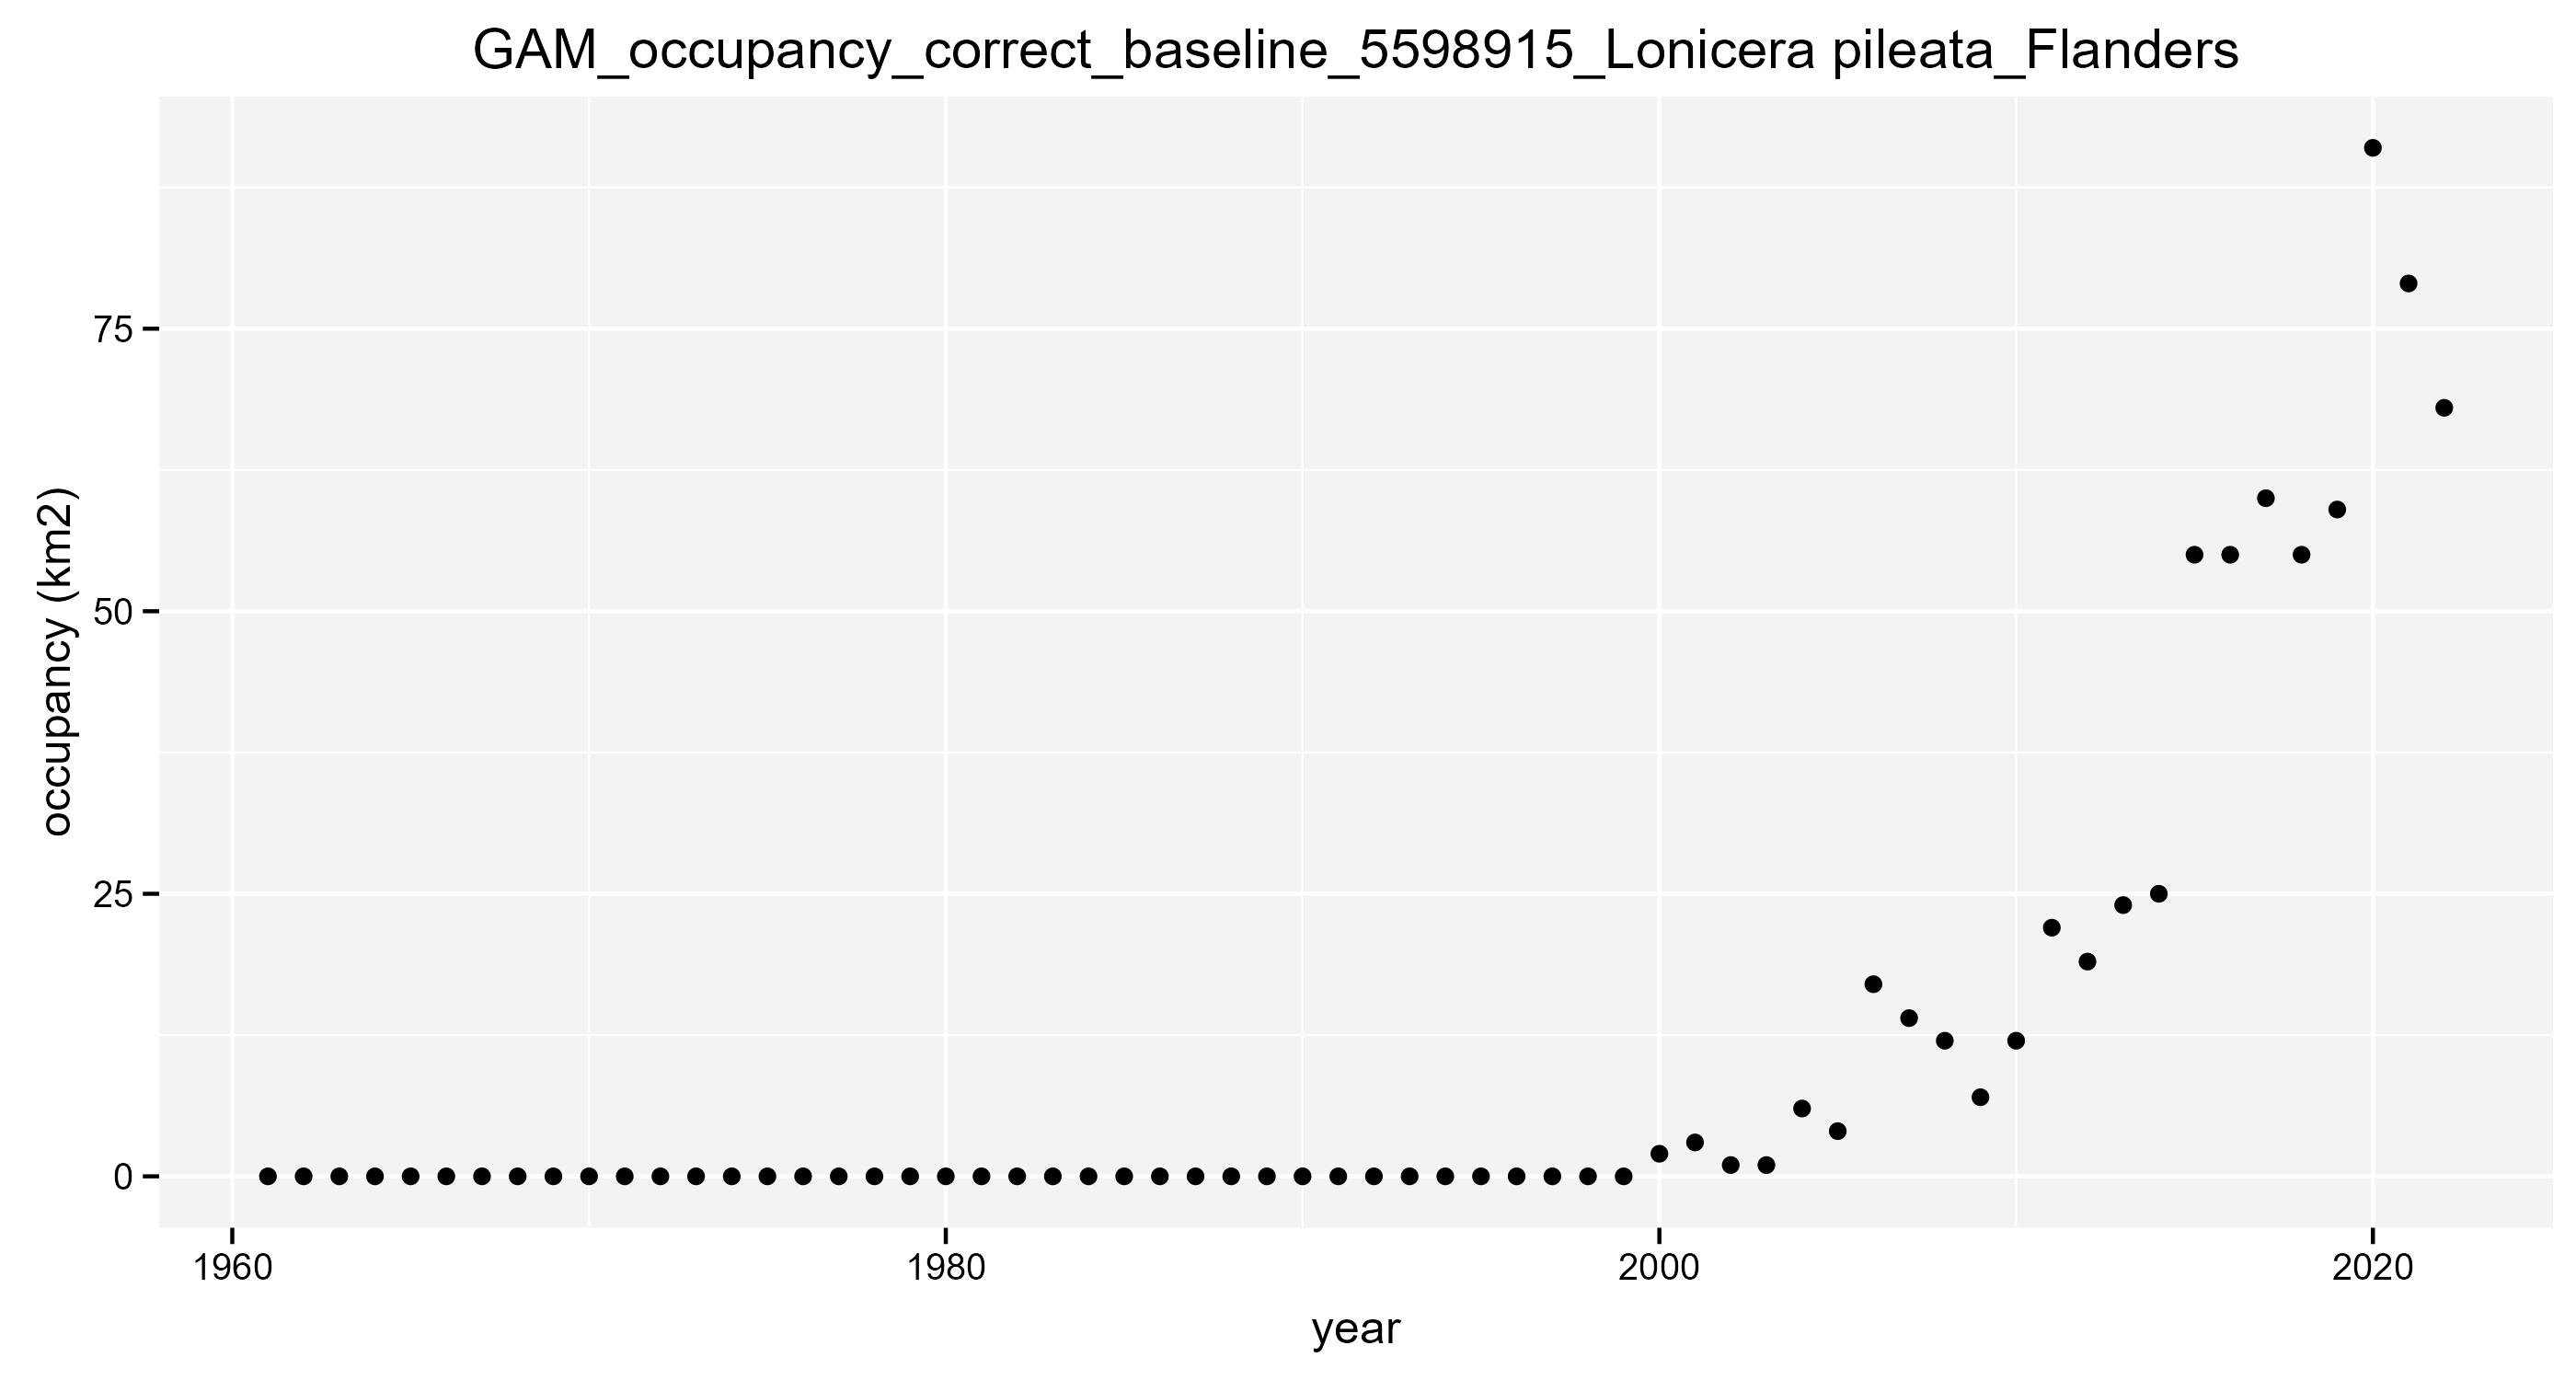 GAM_occupancy_correct_baseline_5598915_Lonicera pileata_Flanders
occupancy (km2)
75
50
25
0
1960 1980 2000 2020
year